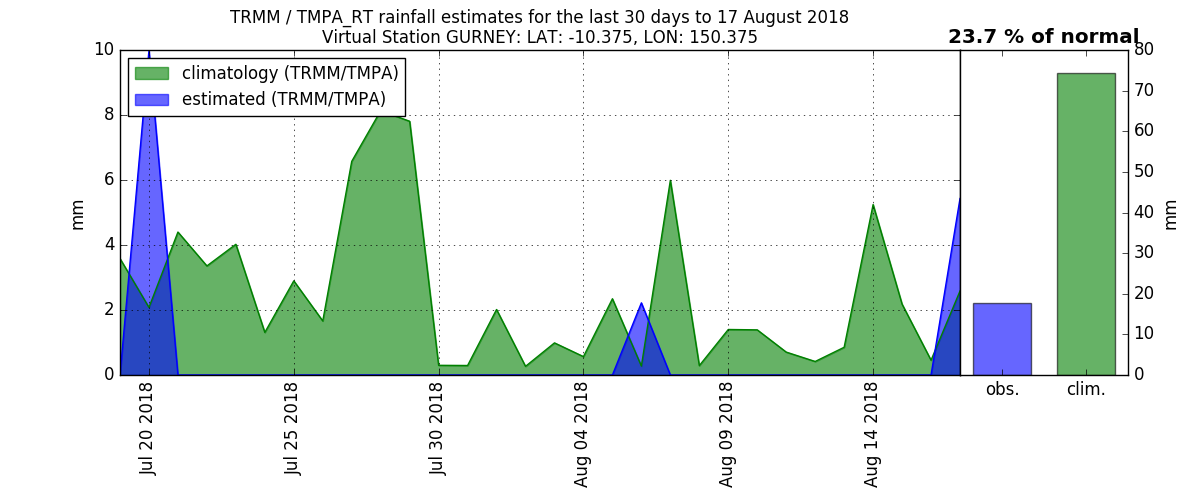 TRMM / TMPA_RT rainfall estimates for the last 30 days to 17 August 2018
Virtual Station GURNEY: LAT: -10.375, LON: 150.375
23.7 % of normal
climatology (TRMM/TMPA)
estimated (TRMM/TMPA)
10
8
6
4
2
0
mm
80
70
60
50
40
30
20
10
0
mm
obs.
clim.
Jul 20 2018
Jul 25 2018
Jul 30 2018
Aug 04 2018
Aug 09 2018
Aug 14 2018